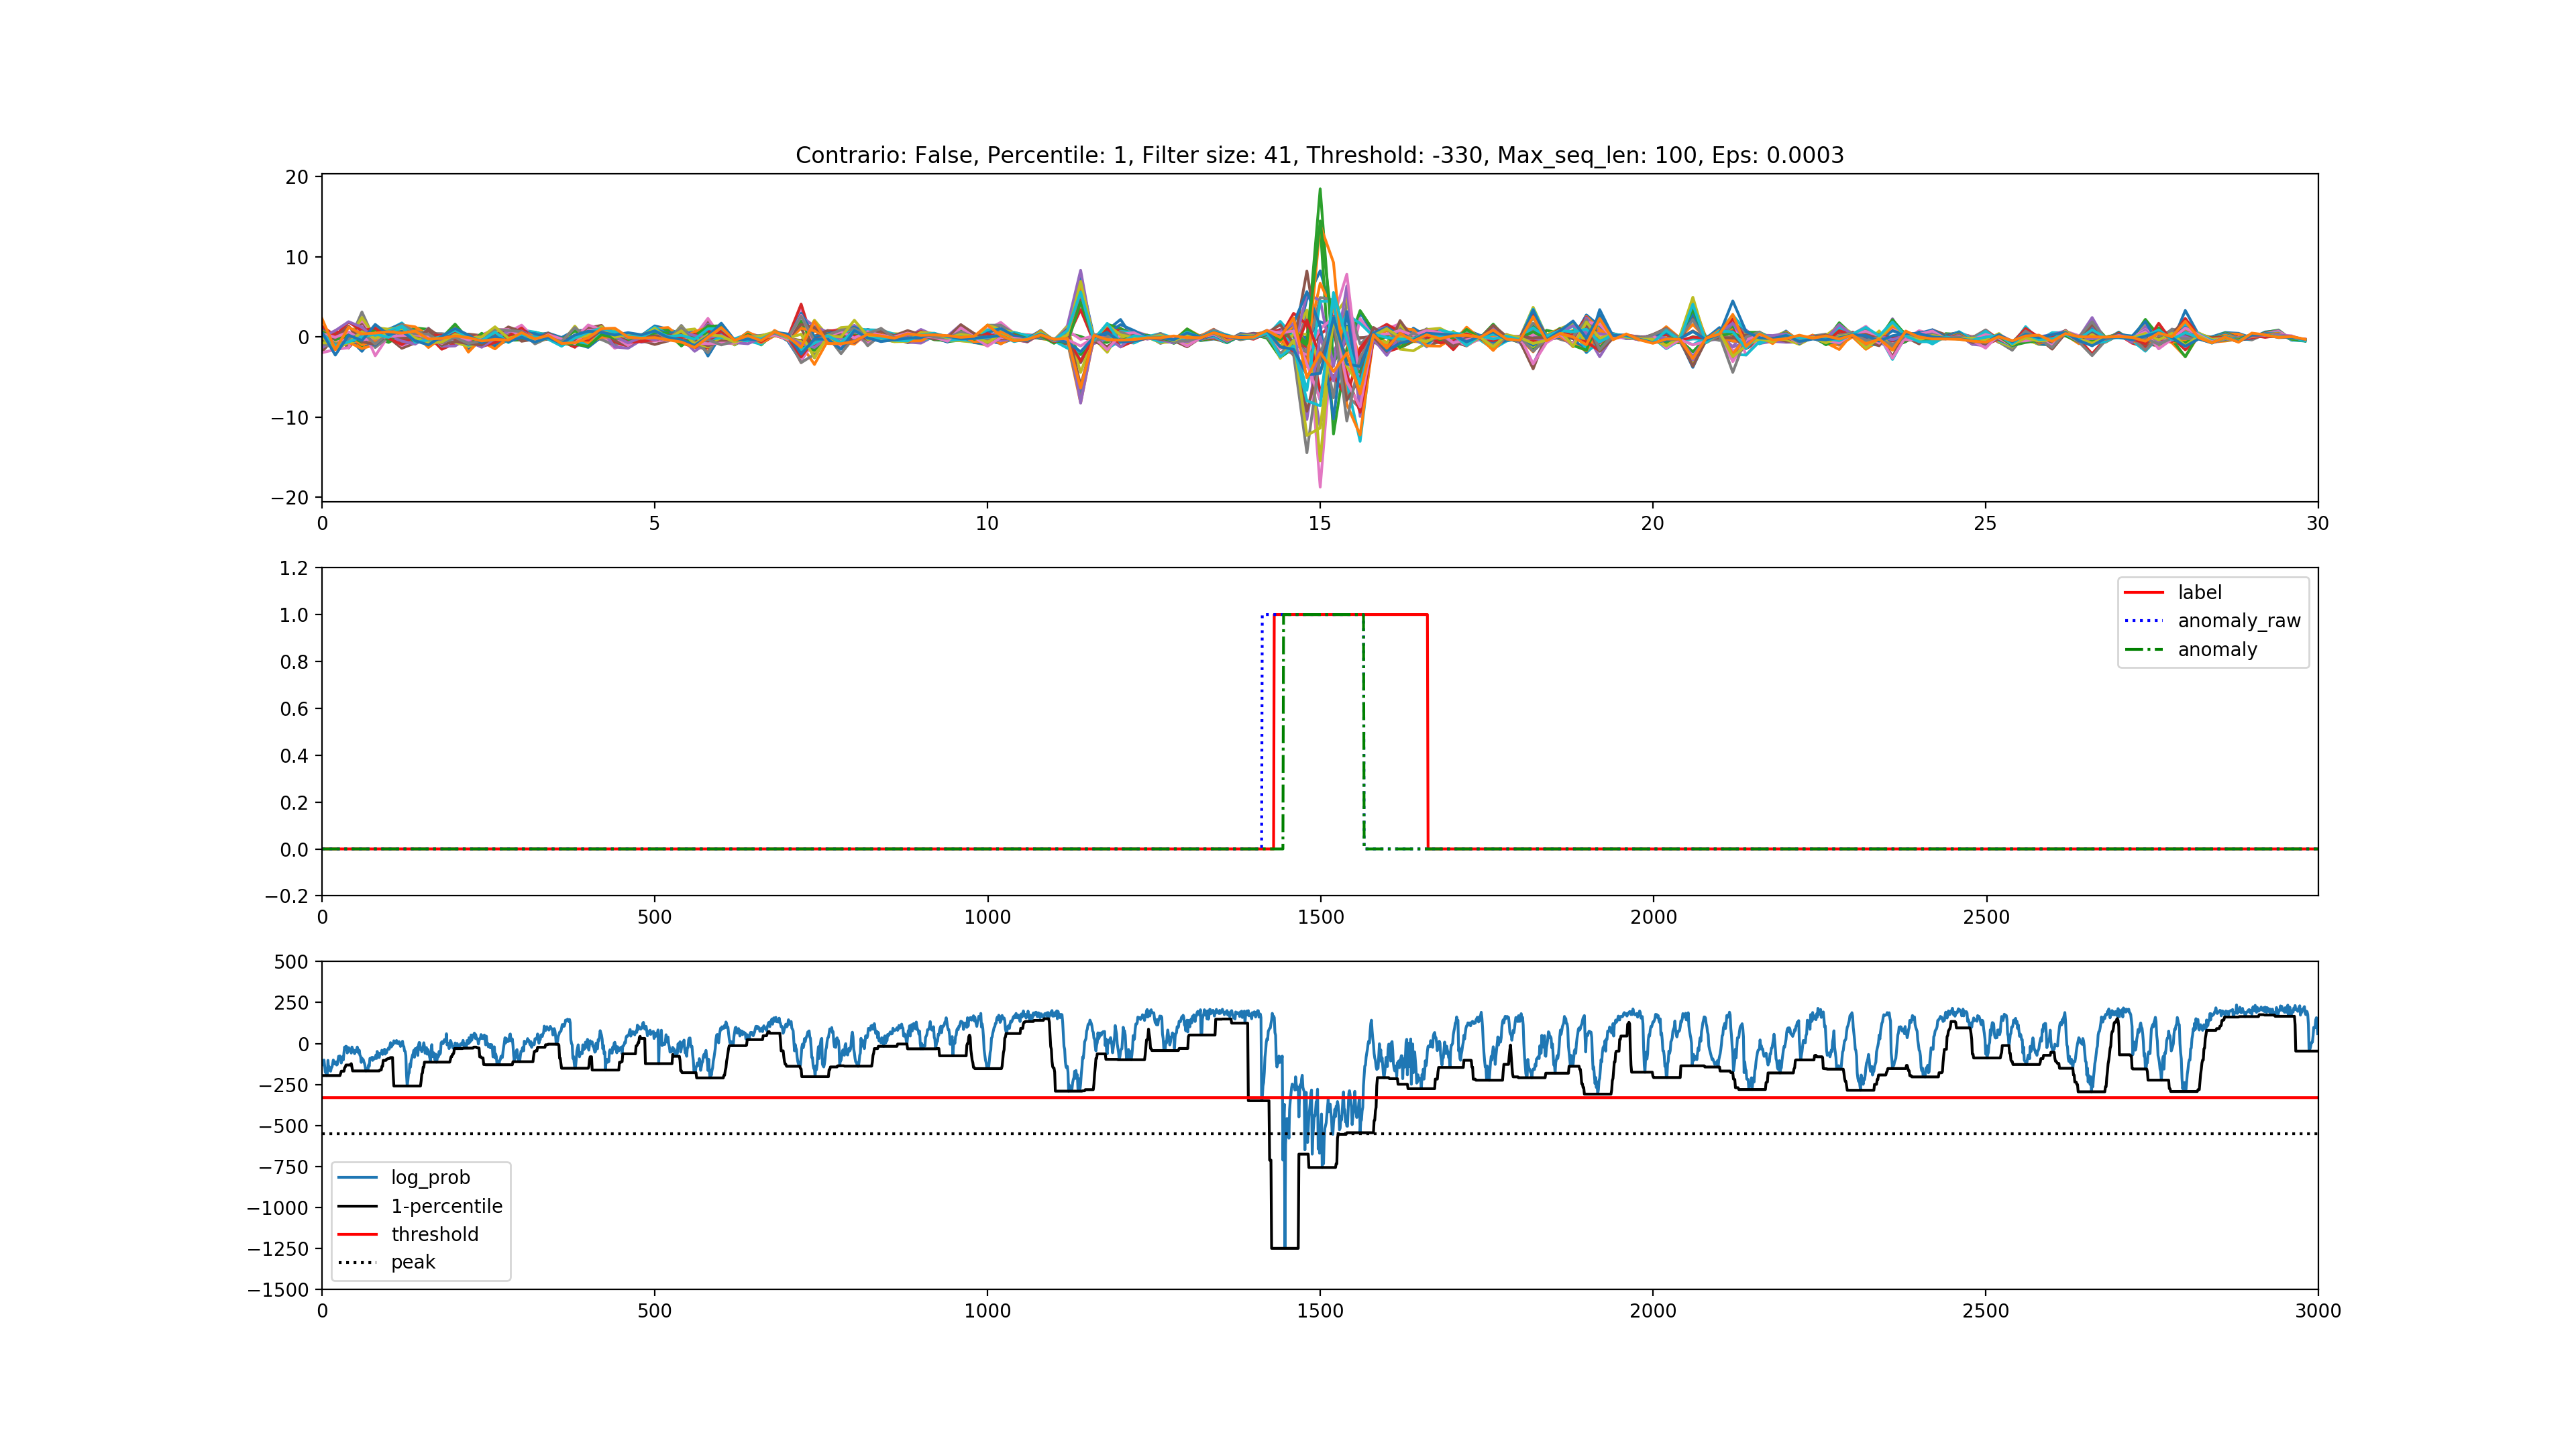 Contrario: False, Percentile: 1, Filter size: 41, Threshold: -330, Max_seq_len: 100, Eps: 0.0003
20
10
0
−10
−20
0 5 10 15 20 25 30
1.2
1.0
0.8
0.6
0.4
0.2
0.0
−0.2
label
anomaly_raw
anomaly
0 500 1000 1500 2000 2500
500
250
0
−250
−500
−750
−1000
−1250
−1500
log_prob
1-percentile
threshold
peak
0 500 1000 1500 2000 2500 3000